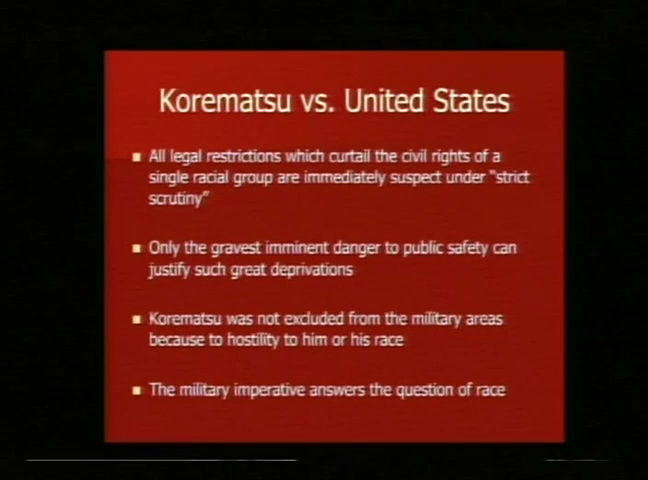 Korematsu vs. United States
All legal restrictions which curtail the civil rights of a
single racial group are immediately suspect under "strict
scrutiny"
Only the gravest imminent danger to public safety can
justify such great deprivations
Korematsu was not excluded from the military areas
because to hostility to him or his race
The military imperative answers the question of race